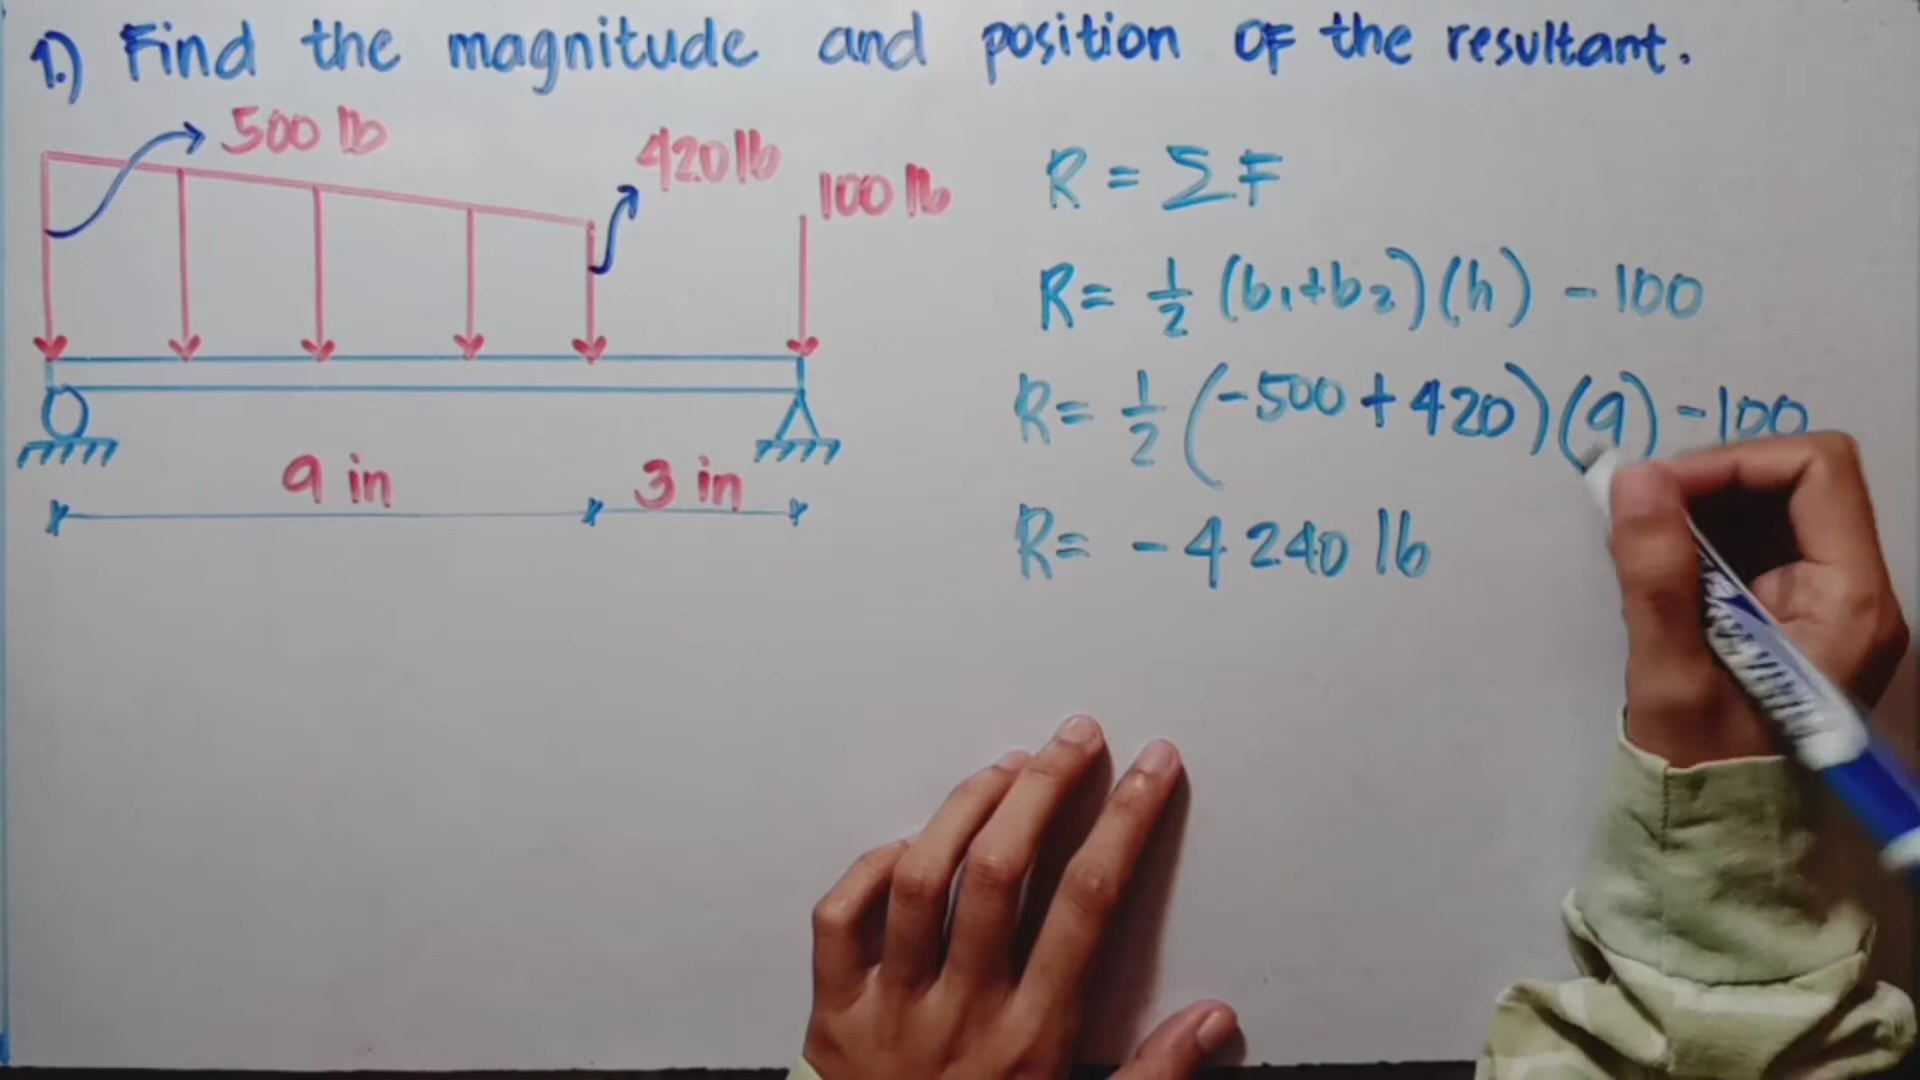 1.) Find the magnitude and position of the resultant.
500 lb
420 lb
100 lb
9 in
3 in
R = ΣF
R = 1/2 (b1+b2)(h) - 100
R = 1/2 (-500 + 420)(9) - 100
R = -4240 lb